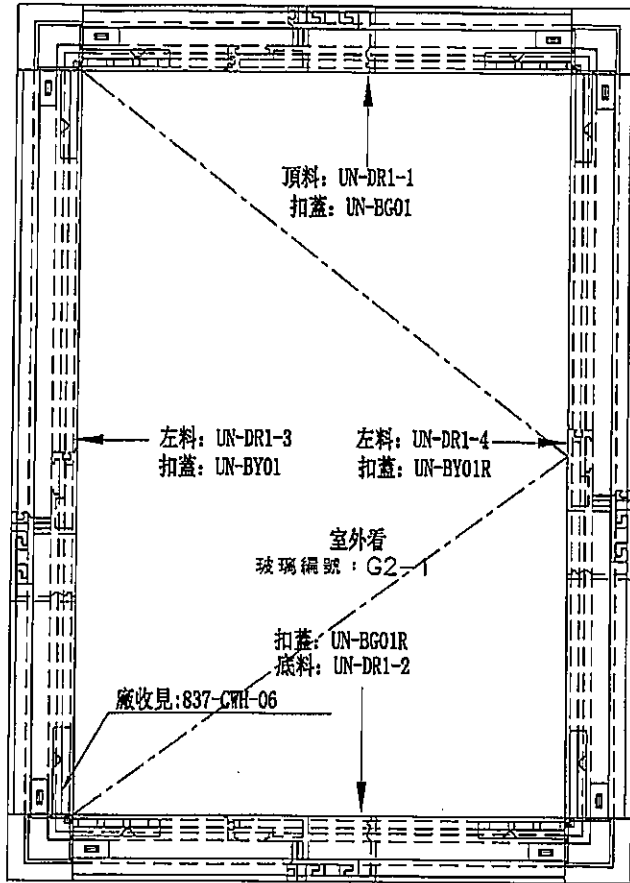 頂料: UN-DR1-1
扣蓋: UN-BG01
左料: UN-DR1-3
扣蓋: UN-BY01
左料: UN-DR1-4
扣蓋: UN-BY01R
室外看
玻璃編號：G2-1
扣蓋: UN-BG01R
底料: UN-DR1-2
廠收見:837-CWH-06